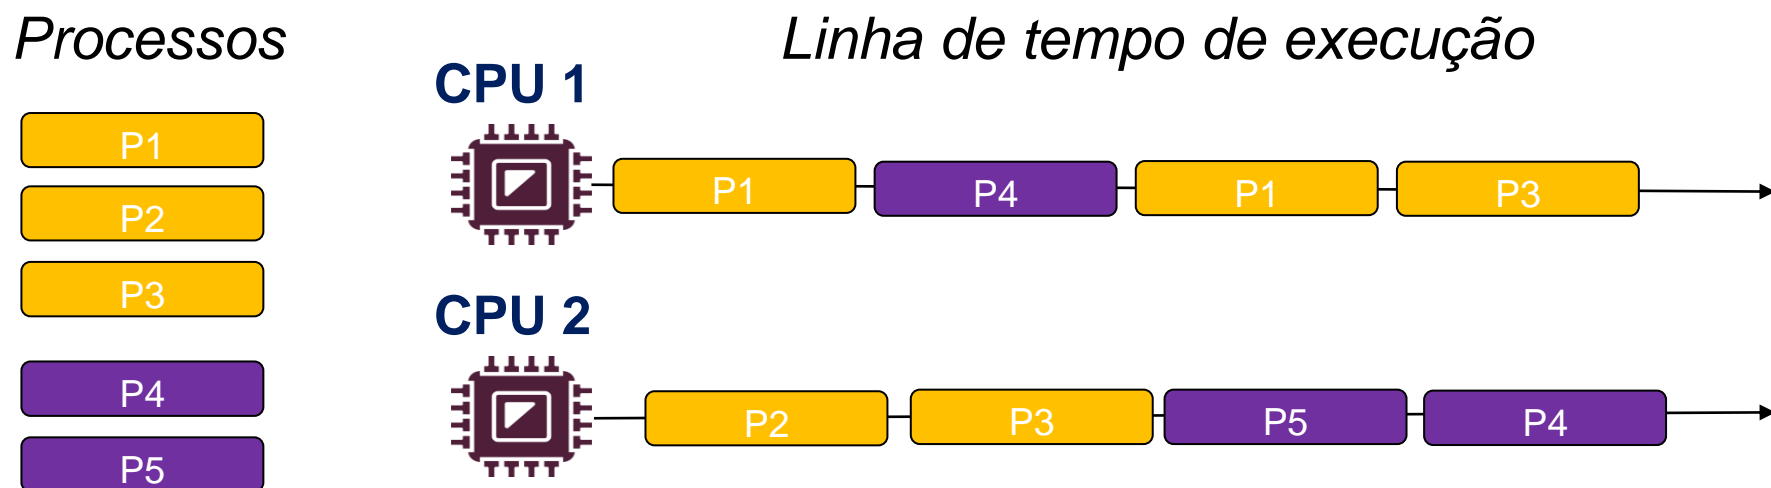 Processos
Linha de tempo de execução
CPU 1
P1
P2
P3
P4
P5
P1 P4 P1 P3
CPU 2
P2 P3 P5 P4